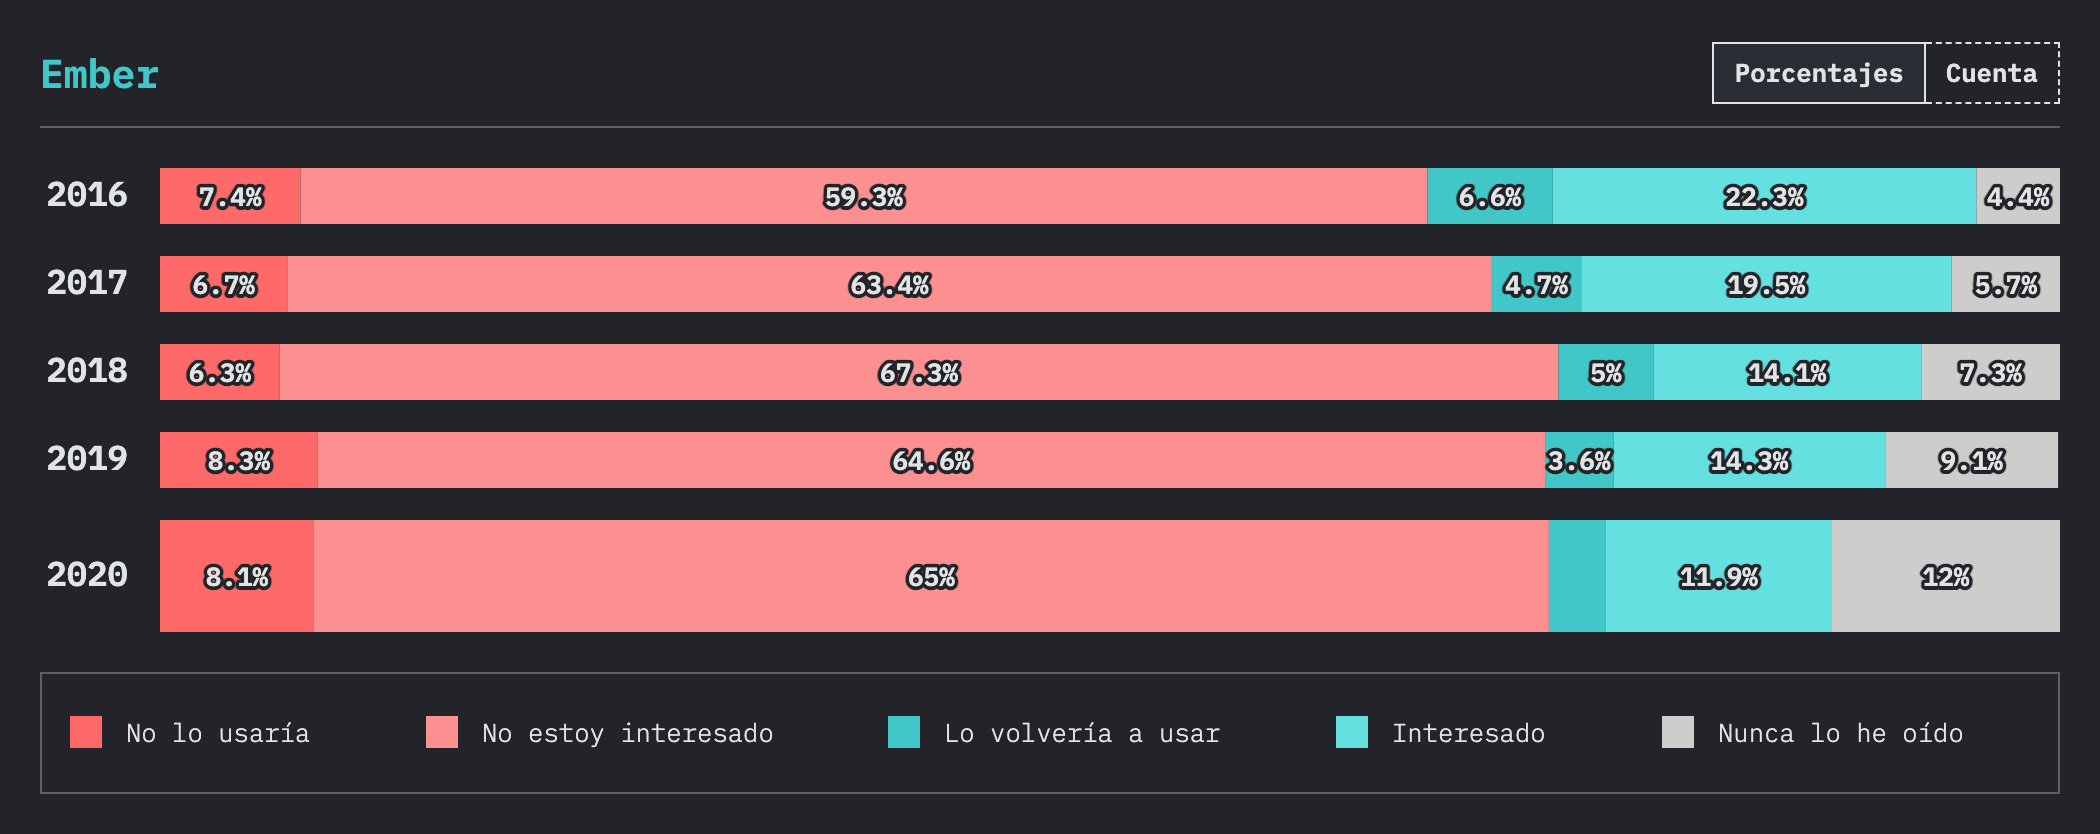 Ember
Porcentajes Cuenta
2016 7.4% 59.3% 6.6% 22.3% 4.4%
2017 6.7% 63.4% 4.7% 19.5% 5.7%
2018 6.3% 67.3% 5% 14.1% 7.3%
2019 8.3% 64.6% 3.6% 14.3% 9.1%
2020 8.1% 65% 11.9% 12%
No lo usaría No estoy interesado Lo volvería a usar Interesado Nunca lo he oído